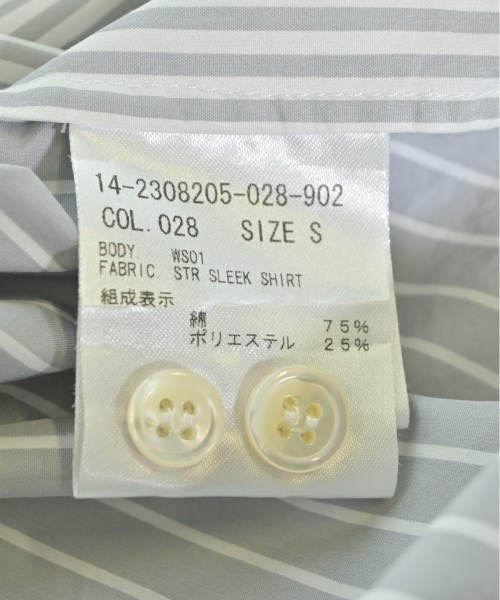 14-2308205-028-902
COL.028 SIZE S
BODY. WS01
FABRIC. STR SLEEK SHIRT
組成表示
綿 75%
ポリエステル 25%